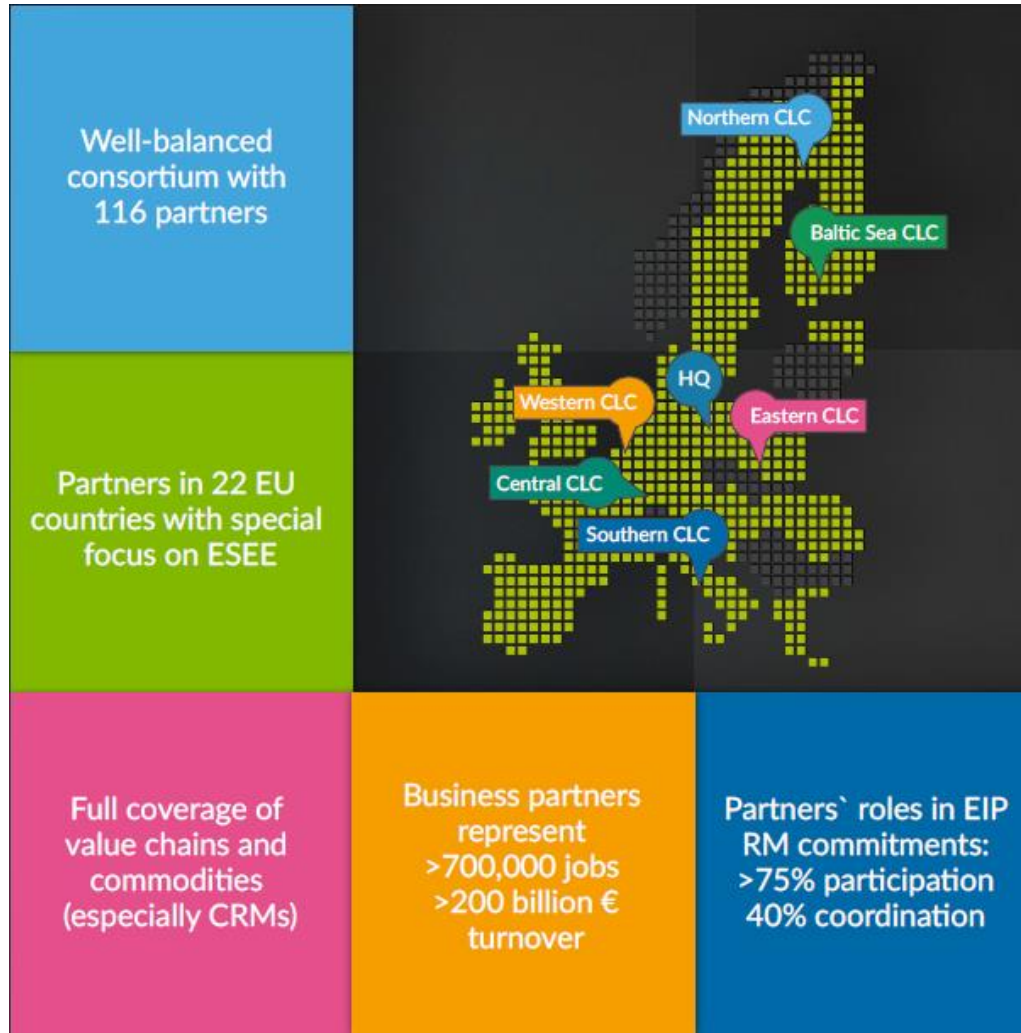 Well-balanced
consortium with
116 partners
Northern CLC
Baltic Sea CLC
HQ
Western CLC
Eastern CLC
Central CLC
Southern CLC
Partners in 22 EU
countries with special
focus on ESEE
Full coverage of
value chains and
commodities
(especially CRMs)
Business partners
represent
>700,000 jobs
>200 billion €
turnover
Partners` roles in EIP
RM commitments:
>75% participation
40% coordination